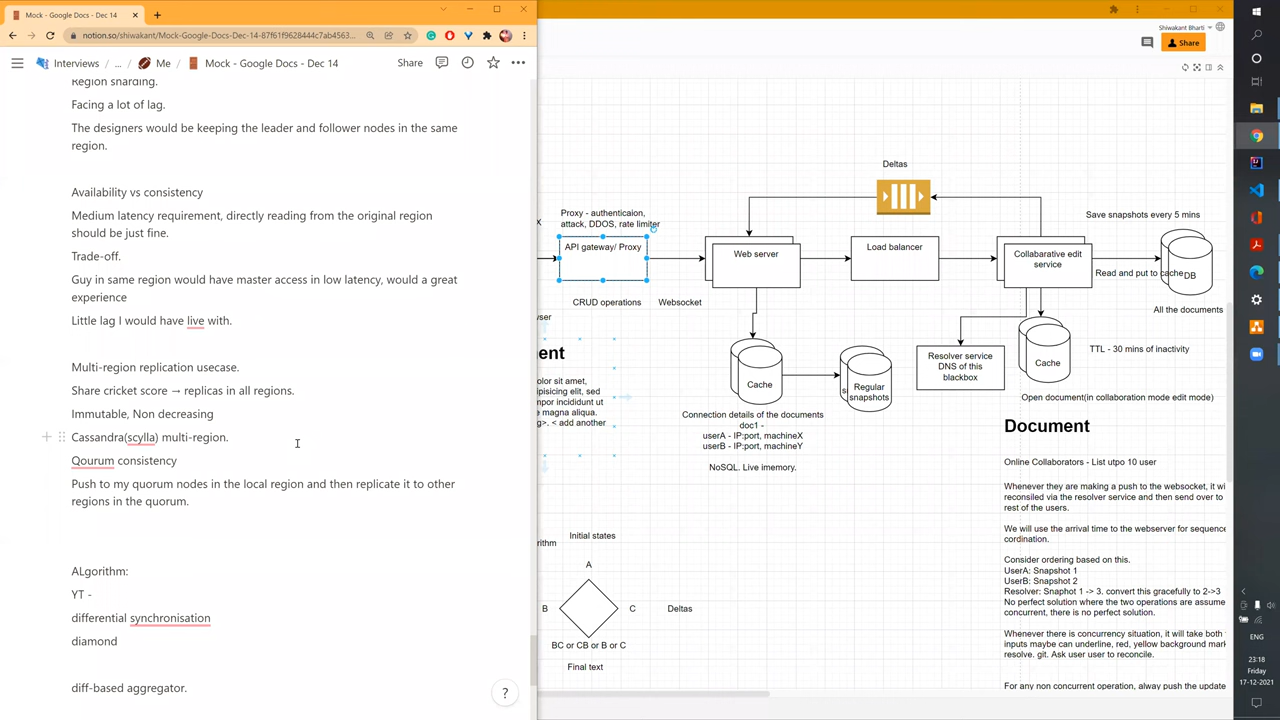 Mock - Google Docs - Dec 14
notion.so/shiwakant/Mock-Google-Docs-Dec-14-87f61f9628444c7ab4563...
Interviews / ... / Me / Mock - Google Docs - Dec 14
Share
Region snarding.
Facing a lot of lag.
The designers would be keeping the leader and follower nodes in the same
region.
Availability vs consistency
Medium latency requirement, directly reading from the original region
should be just fine.
Trade-off.
Guy in same region would have master access in low latency, would a great
experience
Little lag I would have live with.
Multi-region replication usecase.
Share cricket score → replicas in all regions.
Immutable, Non decreasing
Cassandra(scylla) multi-region.
Qourum consistency
Push to my quorum nodes in the local region and then replicate it to other
regions in the quorum.
ALgorithm:
YT -
differential synchronisation
diamond
diff-based aggregator.
?
Shiwakant Bharti
Share
Deltas
Proxy - authenticaion,
attack, DDOS, rate limiter
API gateway/ Proxy
Web server
Load balancer
Collabarative edit
service
Save snapshots every 5 mins
Read and put to cache
DB
All the documents
CRUD operations
Websocket
wser
ent
olor sit amet,
ipisicing elit, sed
mpor incididunt ut
e magna aliqua.
g>. < add another
Cache
s
Regular
snapshots
Resolver service
DNS of this
blackbox
Cache
TTL - 30 mins of inactivity
Open document(in collaboration mode edit mode)
Connection details of the documents
doc1 -
userA - IP:port, machineX
userB - IP:port, machineY
NoSQL. Live imemory.
Document
Online Collaborators - List utpo 10 user
Whenever they are making a push to the websocket, it wi
reconsiled via the resolver service and then send over to
rest of the users.
We will use the arrival time to the webserver for sequence
cordination.
Consider ordering based on this.
UserA: Snapshot 1
UserB: Snapshot 2
Resolver: Snaphot 1 -> 3. convert this gracefully to 2->3
No perfect solution where the two operations are assume
concurrent, there is no perfect solution.
Whenever there is concurrency situation, it will take both
inputs maybe can underline, red, yellow background mark
resolve. git. Ask user user to reconcile.
For any non concurrent operation, alway push the update
Initial states
rithm
A
B
C
Deltas
BC or CB or B or C
Final text
ENG
23:18
Friday
17-12-2021